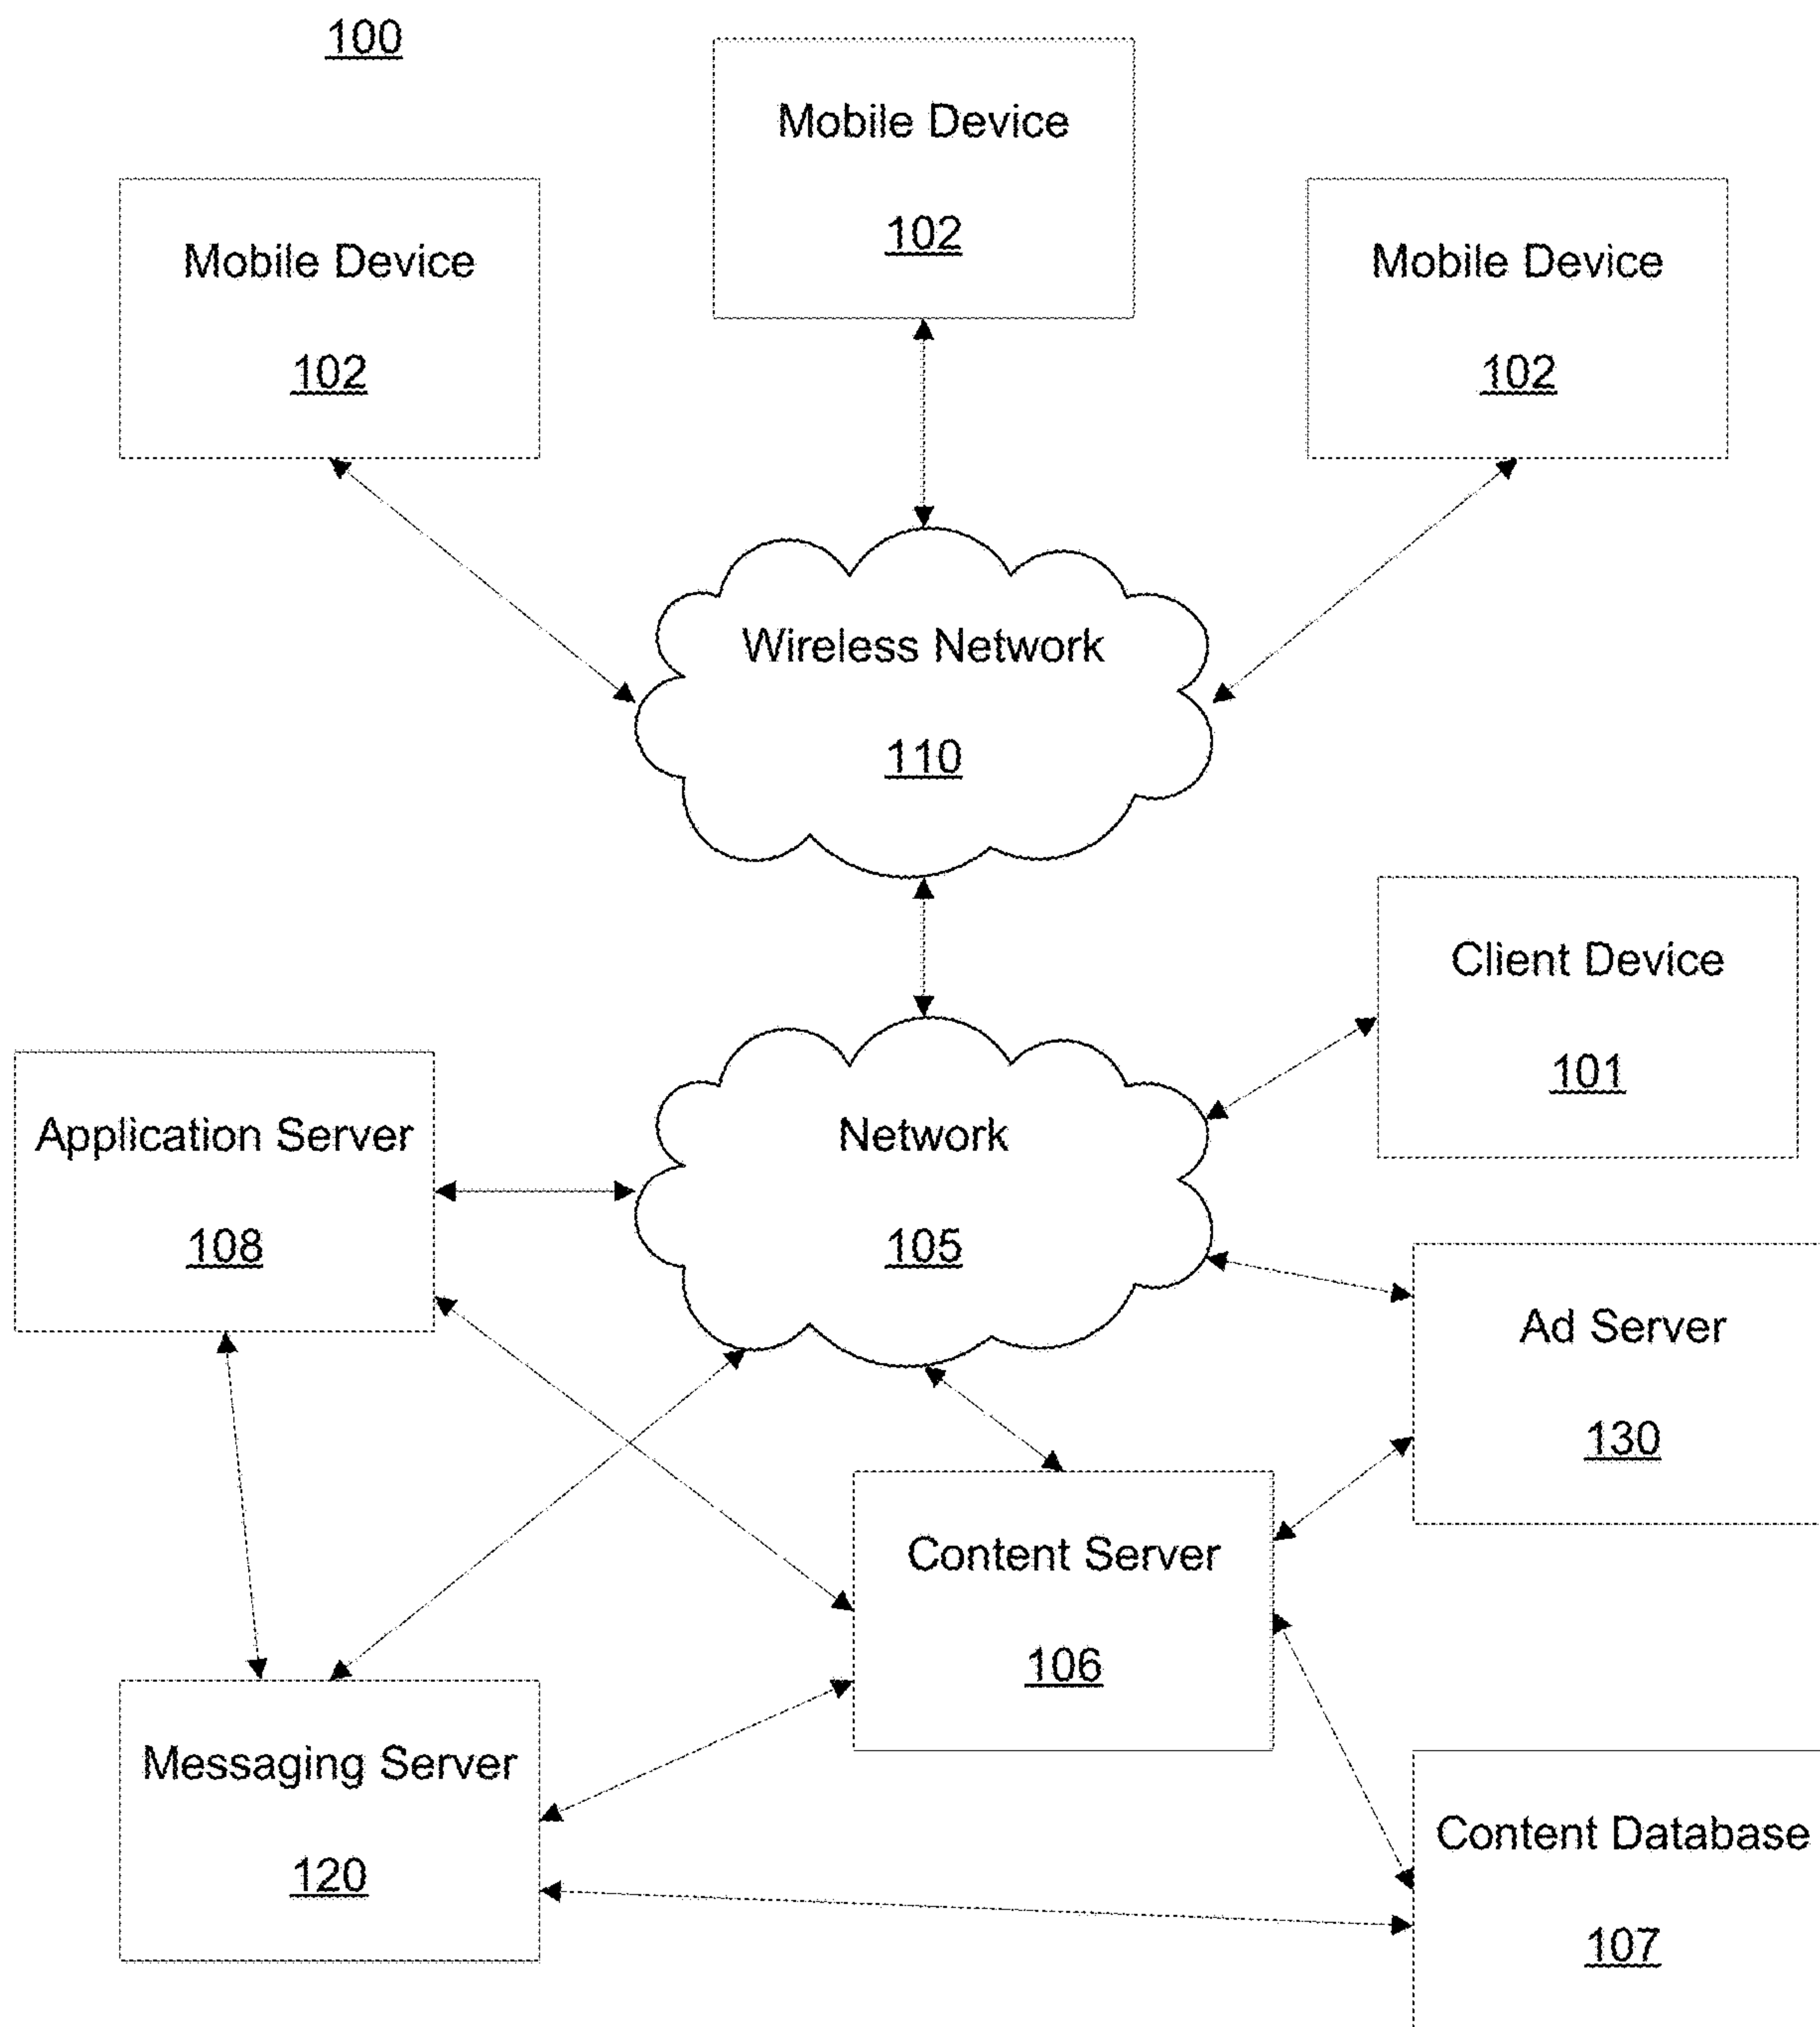 100
Mobile Device
102
Mobile Device
102
Mobile Device
102
Wireless Network
110
Client Device
101
Application Server
108
Network
105
Ad Server
130
Content Server
106
Messaging Server
120
Content Database
107